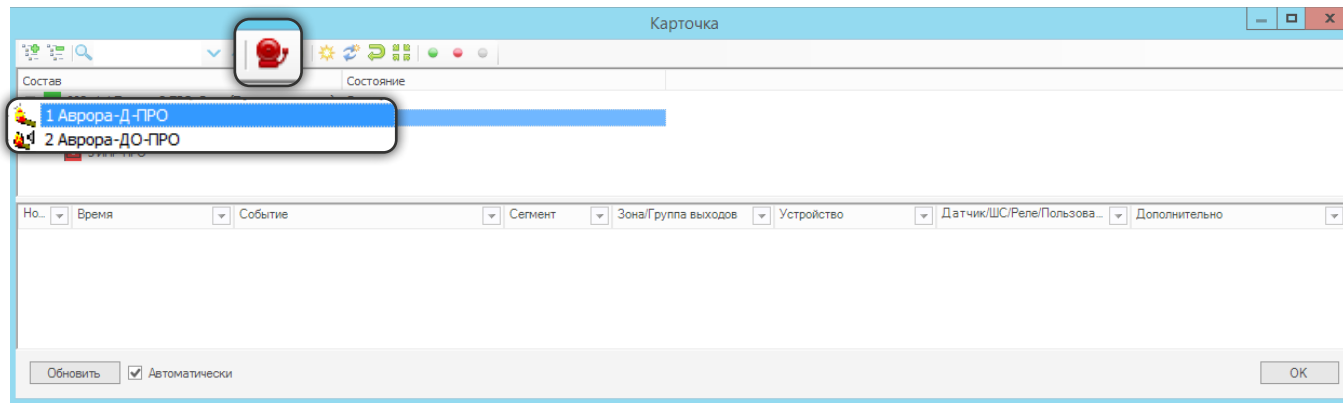 Карточка
Состав Состояние
1 Аврора-Д-ПРО
2 Аврора-ДО-ПРО
Но... Время Событие Сегмент Зона/Группа выходов Устройство Датчик/ШС/Реле/Пользова... Дополнительно
Обновить Автоматически OK